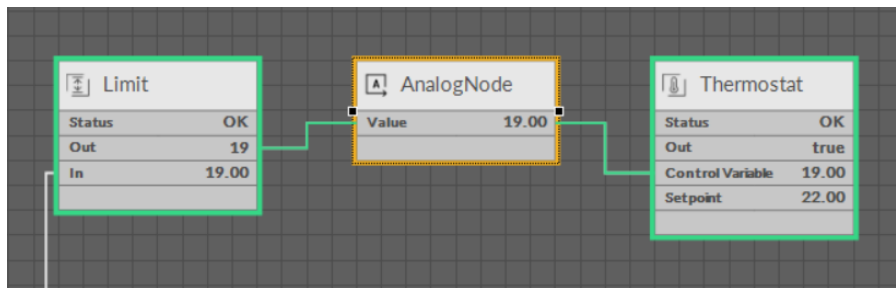 Limit
Status OK
Out 19
In 19.00
A AnalogNode
Value 19.00
Thermostat
Status OK
Out true
Control Variable 19.00
Setpoint 22.00